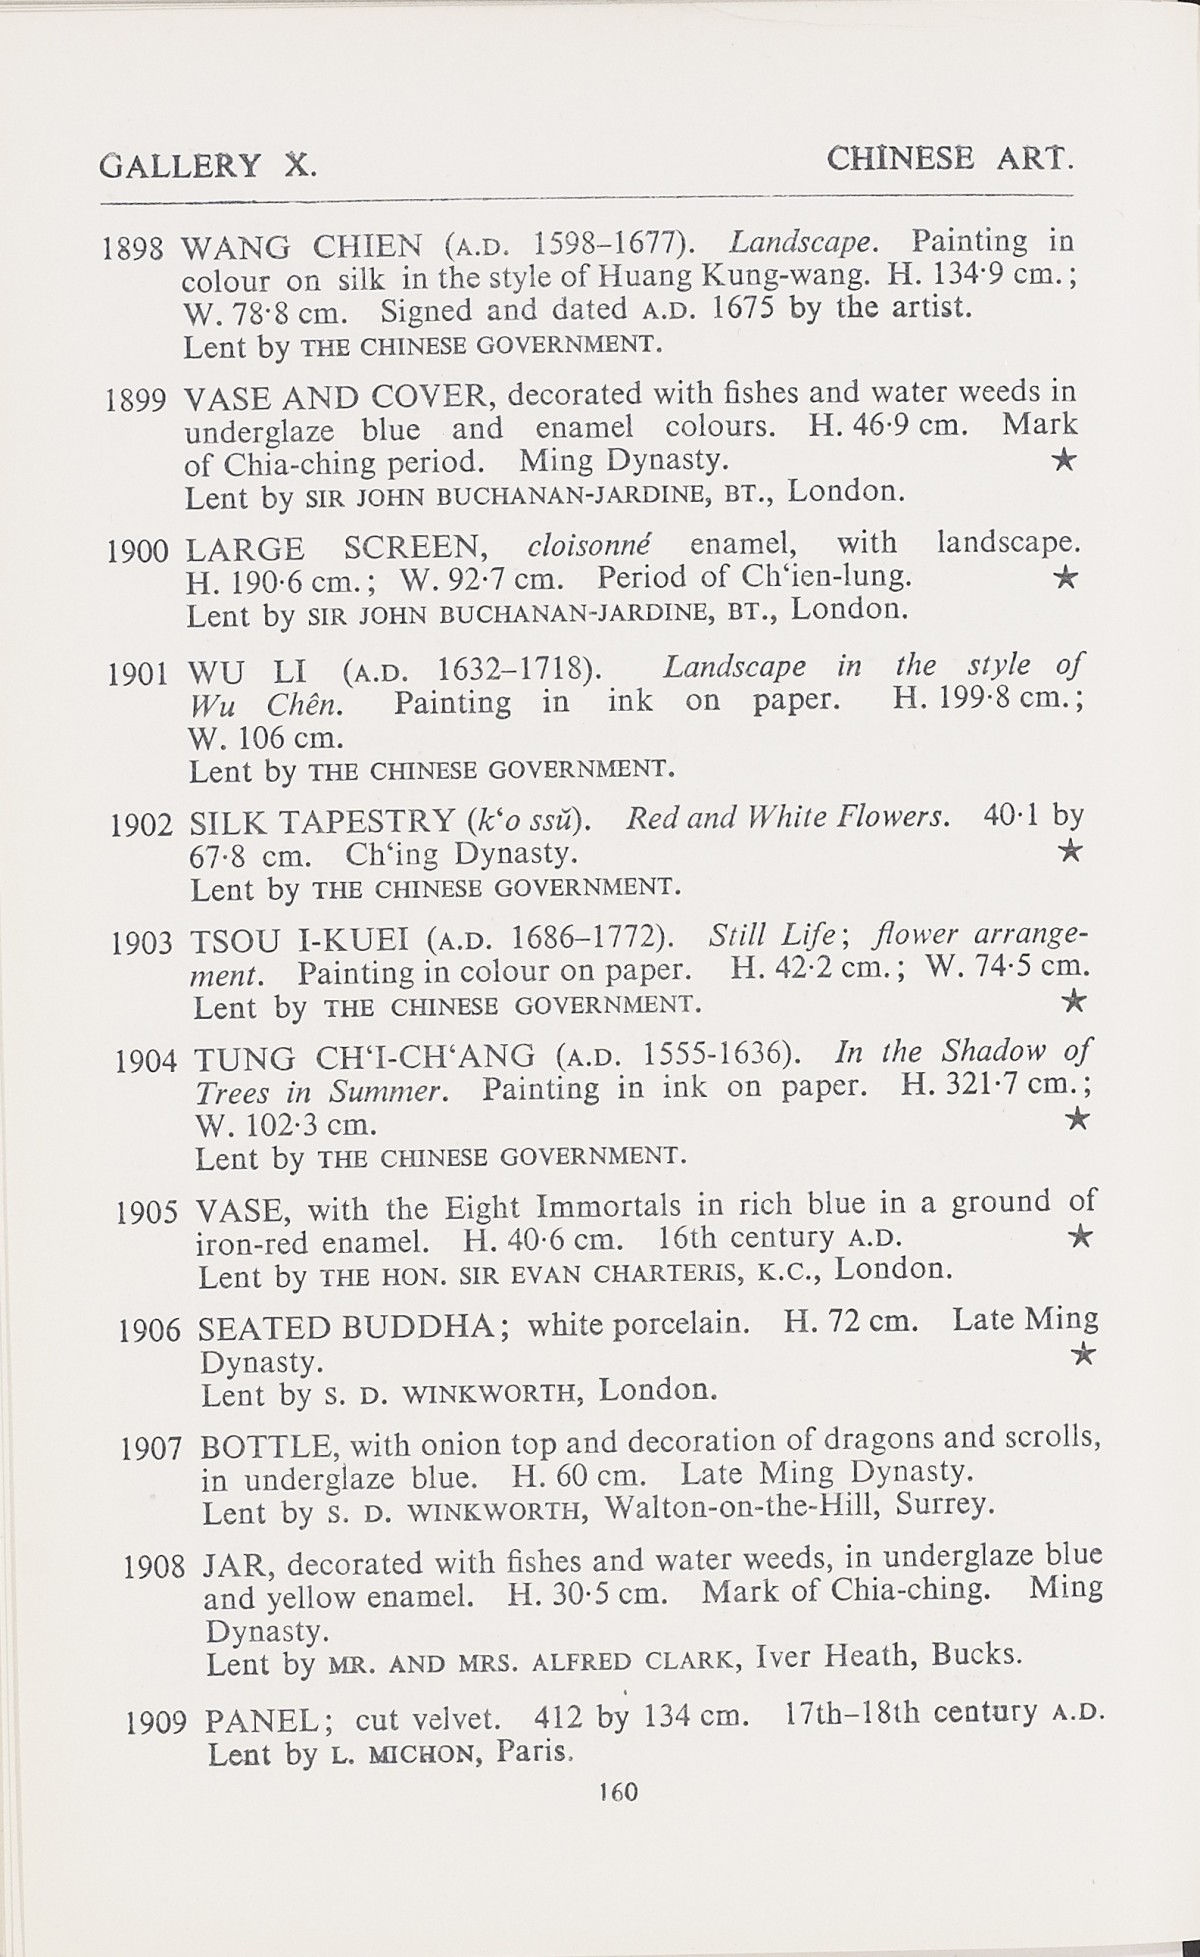 GALLERY X. CHINESE ART.
1898 WANG CHIEN (A.D. 1598–1677). Landscape. Painting in
colour on silk in the style of Huang Kung-wang. H. 134·9 cm.;
W. 78·8 cm. Signed and dated A.D. 1675 by the artist.
Lent by THE CHINESE GOVERNMENT.
1899 VASE AND COVER, decorated with fishes and water weeds in
underglaze blue and enamel colours. H. 46·9 cm. Mark
of Chia-ching period. Ming Dynasty. ★
Lent by SIR JOHN BUCHANAN-JARDINE, BT., London.
1900 LARGE SCREEN, cloisonné enamel, with landscape.
H. 190·6 cm.; W. 92·7 cm. Period of Ch‘ien-lung. ★
Lent by SIR JOHN BUCHANAN-JARDINE, BT., London.
1901 WU LI (A.D. 1632–1718). Landscape in the style of
Wu Chên. Painting in ink on paper. H. 199·8 cm.;
W. 106 cm.
Lent by THE CHINESE GOVERNMENT.
1902 SILK TAPESTRY (k‘o ssŭ). Red and White Flowers. 40·1 by
67·8 cm. Ch‘ing Dynasty. ★
Lent by THE CHINESE GOVERNMENT.
1903 TSOU I-KUEI (A.D. 1686–1772). Still Life; flower arrange-
ment. Painting in colour on paper. H. 42·2 cm.; W. 74·5 cm.
Lent by THE CHINESE GOVERNMENT. ★
1904 TUNG CH‘I-CH‘ANG (A.D. 1555-1636). In the Shadow of
Trees in Summer. Painting in ink on paper. H. 321·7 cm.;
W. 102·3 cm. ★
Lent by THE CHINESE GOVERNMENT.
1905 VASE, with the Eight Immortals in rich blue in a ground of
iron-red enamel. H. 40·6 cm. 16th century A.D. ★
Lent by THE HON. SIR EVAN CHARTERIS, K.C., London.
1906 SEATED BUDDHA; white porcelain. H. 72 cm. Late Ming
Dynasty. ★
Lent by S. D. WINKWORTH, London.
1907 BOTTLE, with onion top and decoration of dragons and scrolls,
in underglaze blue. H. 60 cm. Late Ming Dynasty.
Lent by S. D. WINKWORTH, Walton-on-the-Hill, Surrey.
1908 JAR, decorated with fishes and water weeds, in underglaze blue
and yellow enamel. H. 30·5 cm. Mark of Chia-ching. Ming
Dynasty.
Lent by MR. AND MRS. ALFRED CLARK, Iver Heath, Bucks.
1909 PANEL; cut velvet. 412 by 134 cm. 17th–18th century A.D.
Lent by L. MICHON, Paris.
160